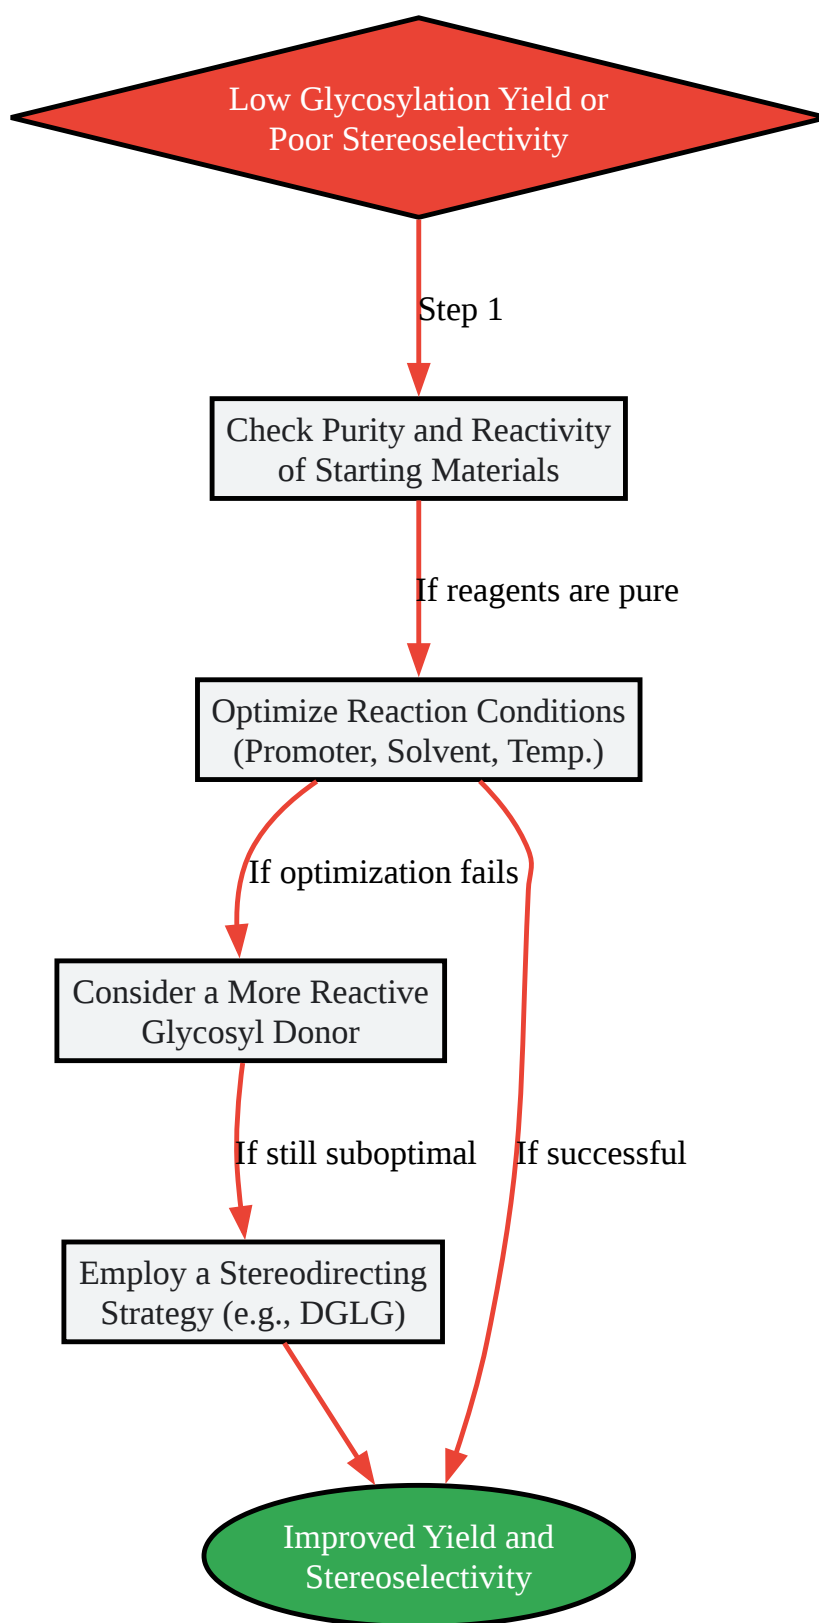 Low Glycosylation Yield or
Poor Stereoselectivity
Step 1
Check Purity and Reactivity
of Starting Materials
If reagents are pure
Optimize Reaction Conditions
(Promoter, Solvent, Temp.)
If optimization fails
Consider a More Reactive
Glycosyl Donor
If still suboptimal
If successful
Employ a Stereodirecting
Strategy (e.g., DGLG)
Improved Yield and
Stereoselectivity